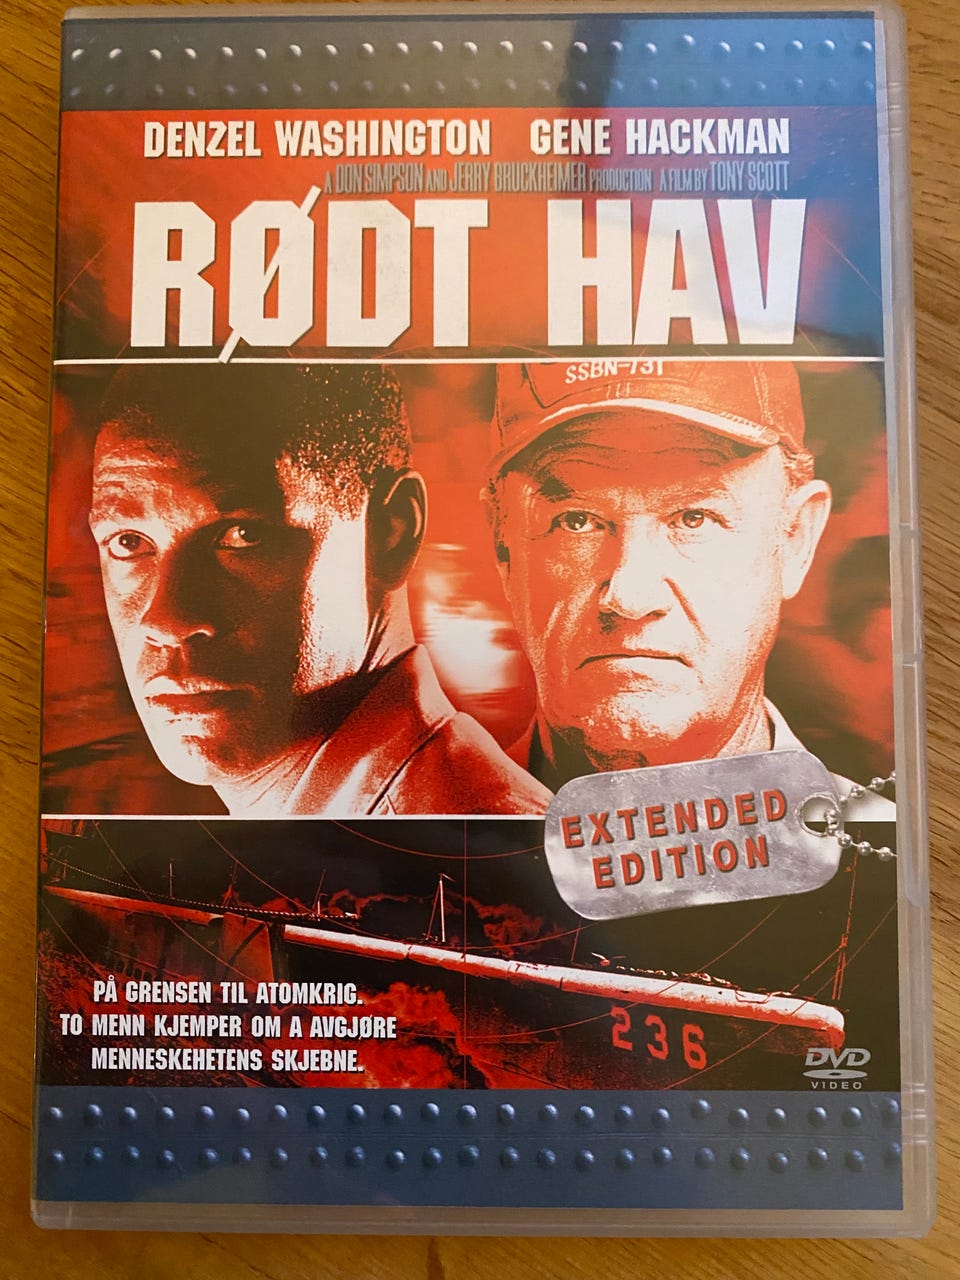 DENZEL WASHINGTON GENE HACKMAN
A DON SIMPSON AND JERRY BRUCKHEIMER PRODUCTION A FILM BY TONY SCOTT
RØDT HAV
SSBN-731
EXTENDED
EDITION
PÅ GRENSEN TIL ATOMKRIG.
TO MENN KJEMPER OM A AVGJØRE
MENNESKEHETENS SKJEBNE.
236
DVD
VIDEO